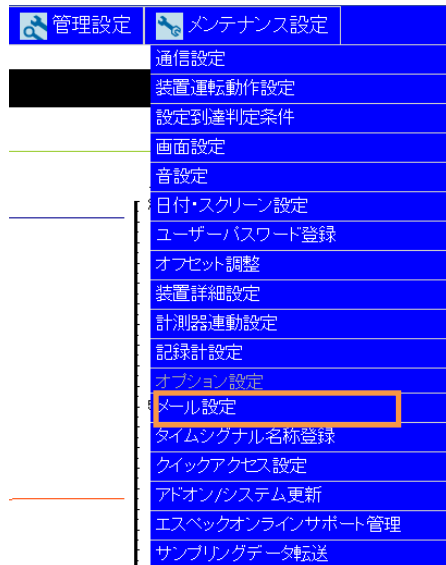 管理設定
メンテナンス設定
通信設定
装置運転動作設定
設定到達判定条件
画面設定
音設定
日付・スクリーン設定
ユーザーパスワード登録
オフセット調整
装置詳細設定
計測器連動設定
記録計設定
オプション設定
メール設定
タイムシグナル名称登録
クイックアクセス設定
アドオン/システム更新
エスペックオンラインサポート管理
サンプリングデータ転送